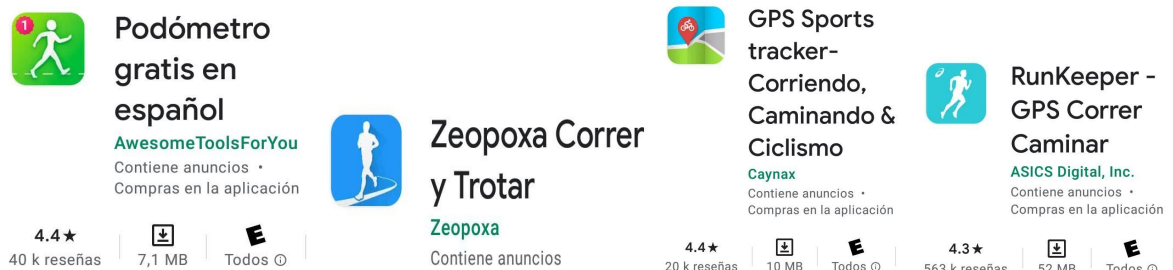 1
Podómetro
gratis en
español
AwesomeToolsForYou
Contiene anuncios •
Compras en la aplicación
4.4★
40 k reseñas
7,1 MB
E
Todos
Zeopoxa Correr
y Trotar
Zeopoxa
Contiene anuncios
GPS Sports
tracker-
Corriendo,
Caminando &
Ciclismo
Caynax
Contiene anuncios •
Compras en la aplicación
4.4★
20 k reseñas
10 MB
E
Todos
RunKeeper -
GPS Correr
Caminar
ASICS Digital, Inc.
Contiene anuncios •
Compras en la aplicación
4.3★
563 k reseñas
52 MB
E
Todos